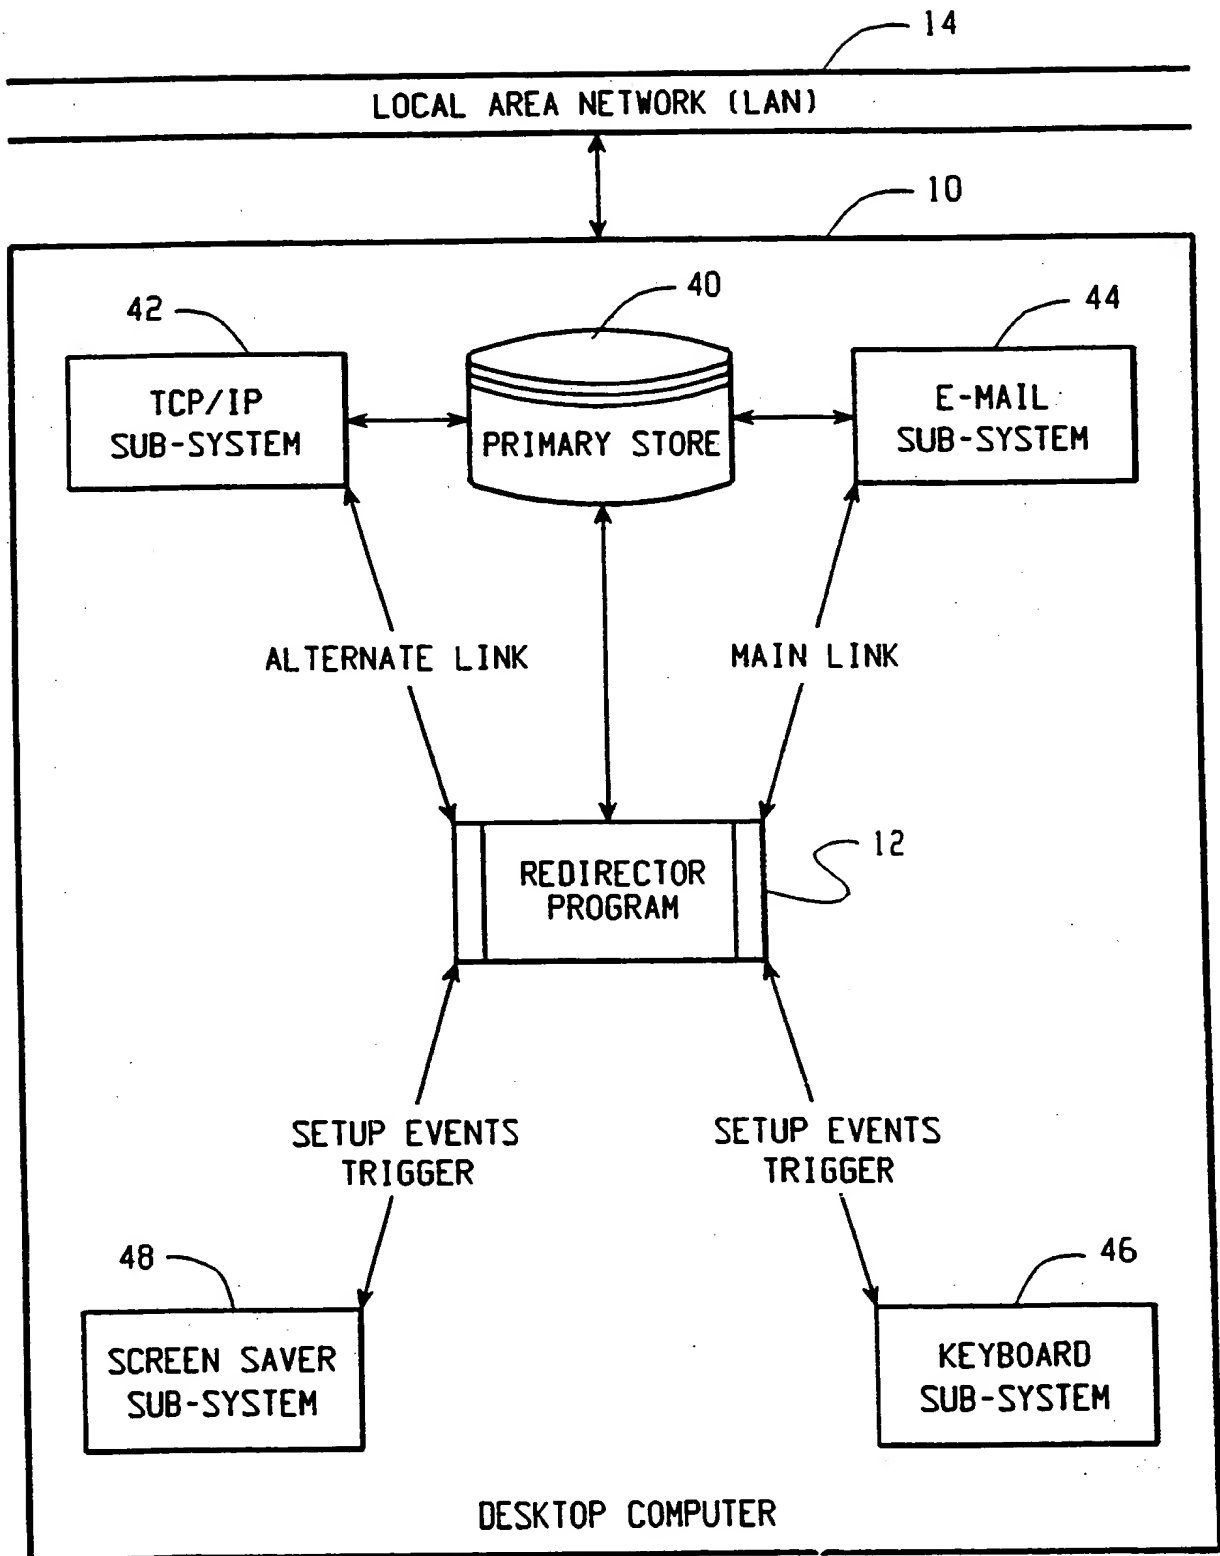 14
LOCAL AREA NETWORK (LAN)
10
42
40
44
TCP/IP
SUB-SYSTEM
PRIMARY STORE
E-MAIL
SUB-SYSTEM
ALTERNATE LINK
MAIN LINK
12
REDIRECTOR
PROGRAM
SETUP EVENTS
TRIGGER
SETUP EVENTS
TRIGGER
48
46
SCREEN SAVER
SUB-SYSTEM
KEYBOARD
SUB-SYSTEM
DESKTOP COMPUTER